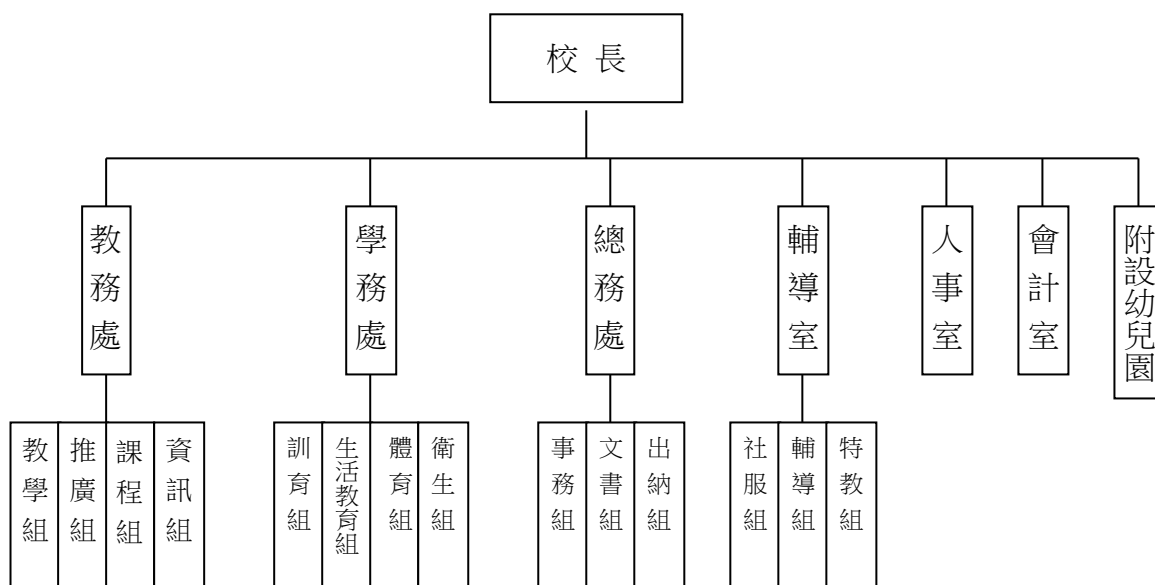 校長
教務處
學務處
總務處
輔導室
人事室
會計室
附設幼兒園
教學組
推廣組
課程組
資訊組
訓育組
生活教育組
體育組
衛生組
事務組
文書組
出納組
社服組
輔導組
特教組